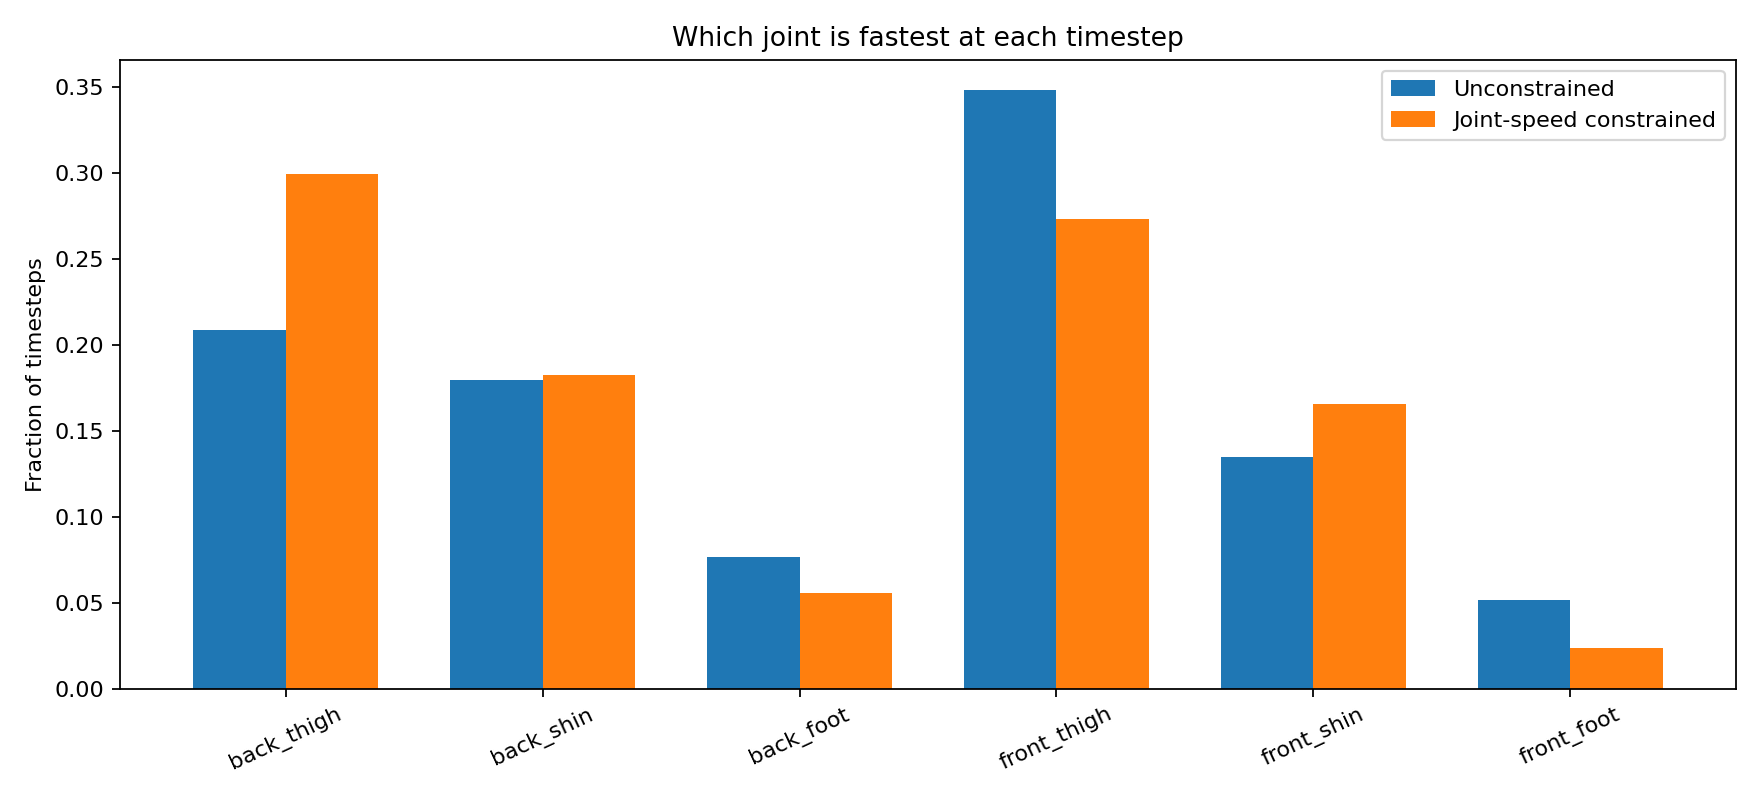 Which joint is fastest at each timestep
Unconstrained
Joint-speed constrained
Fraction of timesteps
0.35
0.30
0.25
0.20
0.15
0.10
0.05
0.00
back_thigh
back_shin
back_foot
front_thigh
front_shin
front_foot